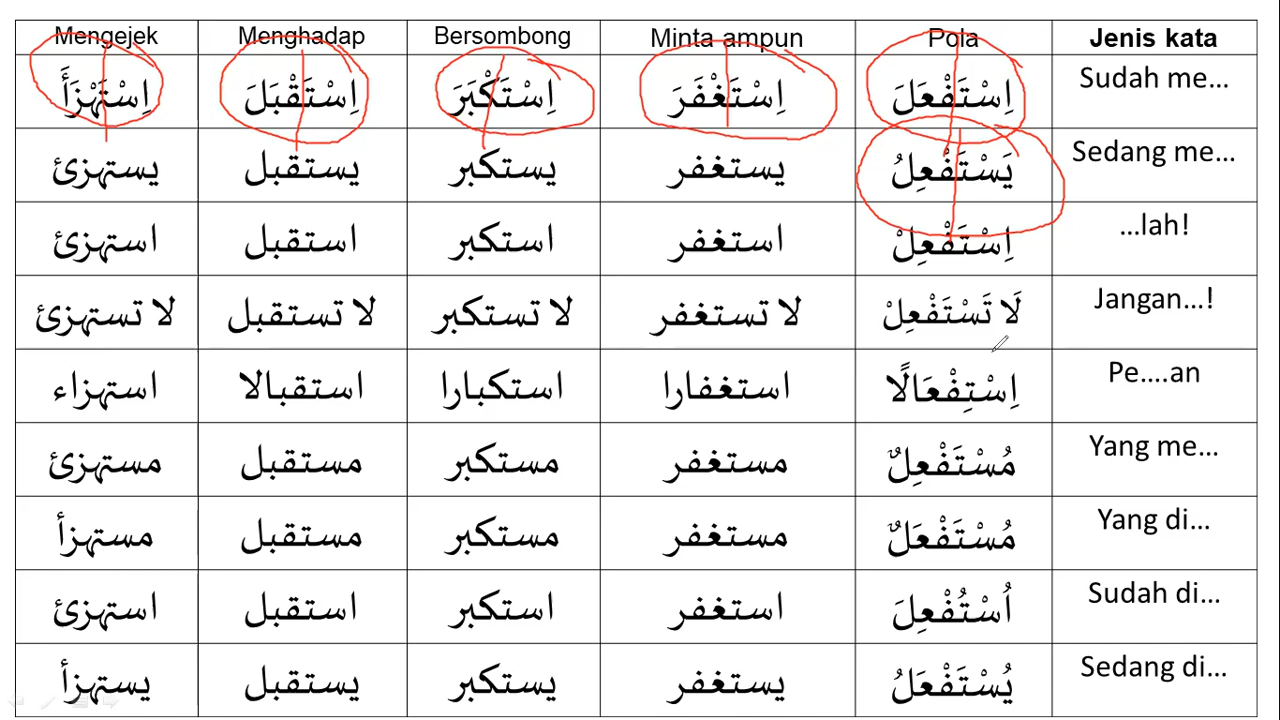 Mengejek Menghadap Bersombong Minta ampun Pola Jenis kata
اِسْتَهْزَأَ اِسْتَقْبَلَ اِسْتَكْبَرَ اِسْتَغْفَرَ اِسْتَفْعَلَ Sudah me...
يستهزئ يستقبل يستكبر يستغفر يَسْتَفْعِلُ Sedang me...
استهزئ استقبل استكبر استغفر اِسْتَفْعِلْ ...lah!
لا تستهزئ لا تستقبل لا تستكبر لا تستغفر لَا تَسْتَفْعِلْ Jangan...!
استهزاء استقبالا استكبارا استغفارا اِسْتِفْعَالًا Pe....an
مستهزئ مستقبل مستكبر مستغفر مُسْتَفْعِلٌ Yang me...
مستهزأ مستقبل مستكبر مستغفر مُسْتَفْعَلٌ Yang di...
استهزئ استقبل استكبر استغفر اُسْتُفْعِلَ Sudah di...
يستهزأ يستقبل يستكبر يستغفر يُسْتَفْعَلُ Sedang di...